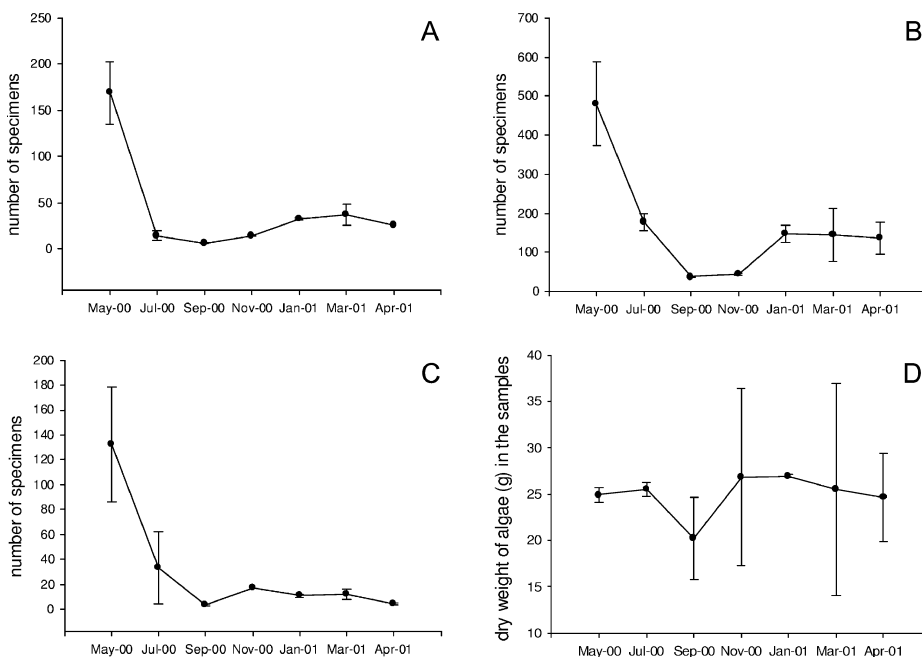 A
number of specimens
250
200
150
100
50
0
May-00 Jul-00 Sep-00 Nov-00 Jan-01 Mar-01 Apr-01
B
number of specimens
700
600
500
400
300
200
100
0
May-00 Jul-00 Sep-00 Nov-00 Jan-01 Mar-01 Apr-01
C
number of specimens
200
180
160
140
120
100
80
60
40
20
0
May-00 Jul-00 Sep-00 Nov-00 Jan-01 Mar-01 Apr-01
D
dry weight of algae (g) in the samples
40
35
30
25
20
15
10
May-00 Jul-00 Sep-00 Nov-00 Jan-01 Mar-01 Apr-01